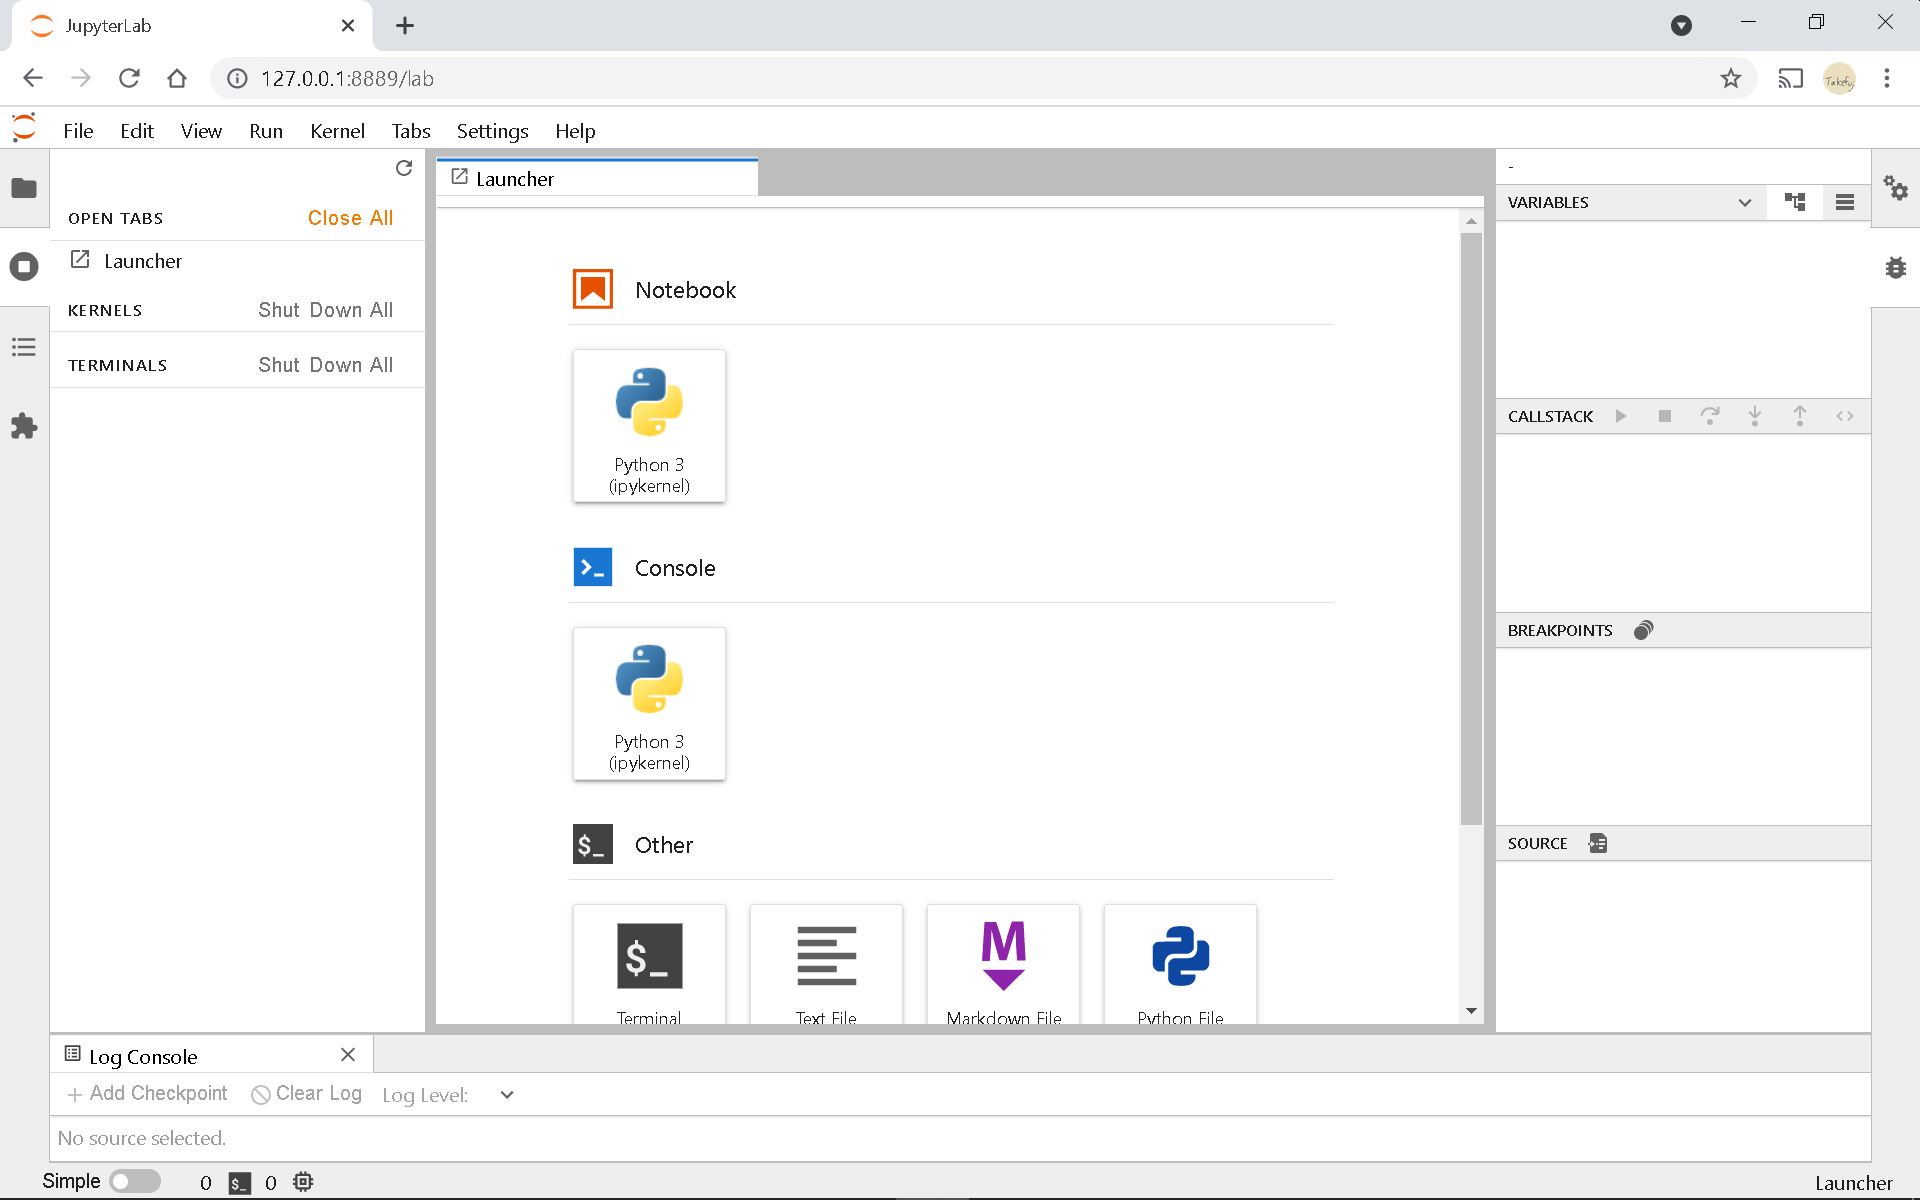 JupyterLab
127.0.0.1:8889/lab
Takefy
File Edit View Run Kernel Tabs Settings Help
OPEN TABS Close All
Launcher
KERNELS Shut Down All
TERMINALS Shut Down All
Launcher
Notebook
Python 3
(ipykernel)
Console
Python 3
(ipykernel)
$_ Other
$_
Terminal
Text File
M
Markdown File
Python File
-
VARIABLES
CALLSTACK
BREAKPOINTS
SOURCE
Log Console
Add Checkpoint Clear Log Log Level:
No source selected.
Simple 0 $_ 0
Launcher